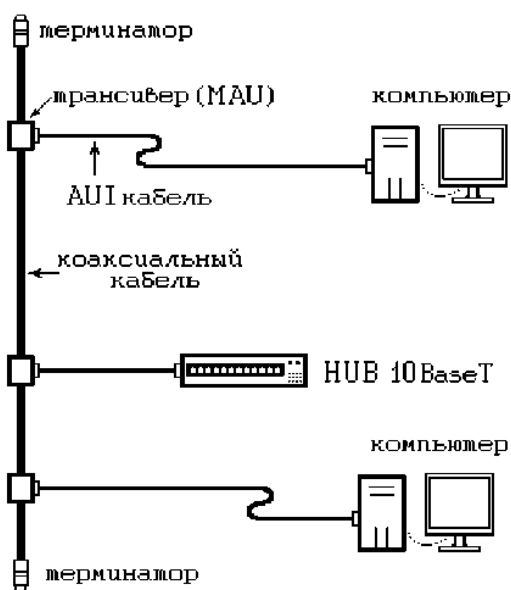 терминатор
трансивер (MAU)
компьютер
AUI кабель
коаксиальный
кабель
HUB 10BaseT
компьютер
терминатор